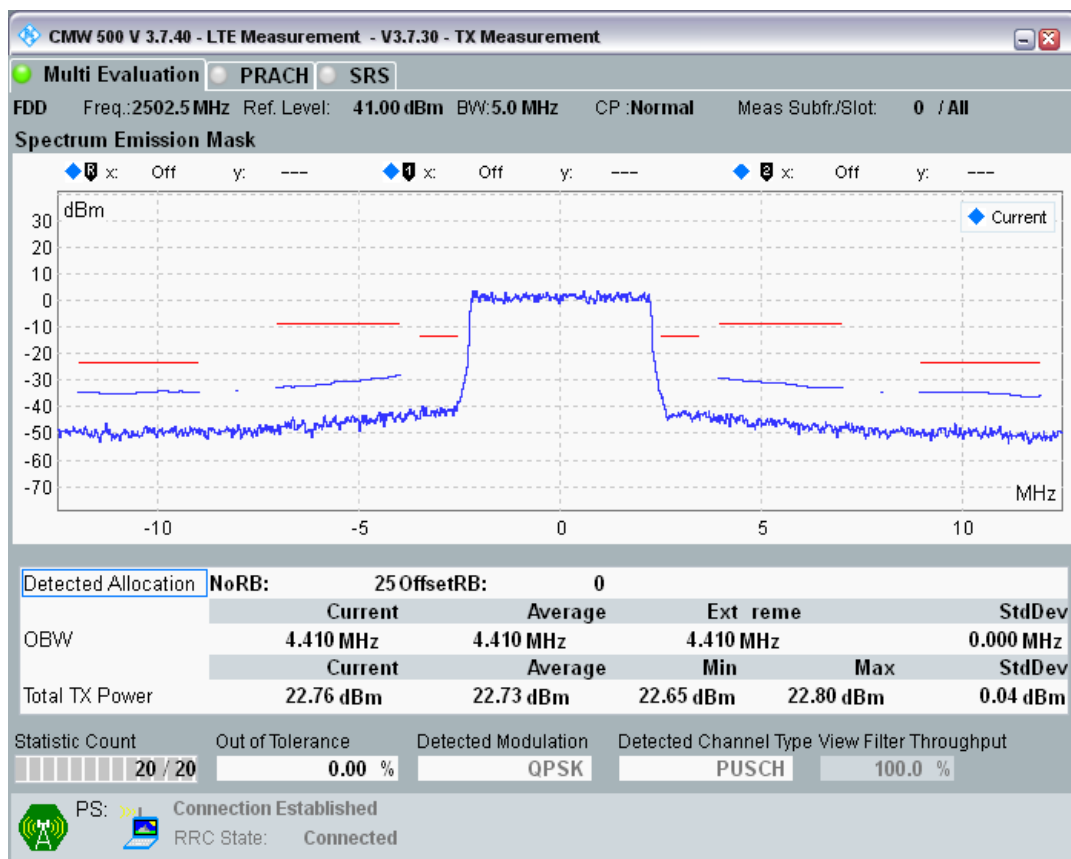 CMW 500 V 3.7.40 - LTE Measurement - V3.7.30 - TX Measurement
Multi Evaluation PRACH SRS
FDD Freq.:2502.5 MHz Ref. Level: 41.00 dBm BW:5.0 MHz CP :Normal Meas Subfr./Slot: 0 / All
Spectrum Emission Mask
R x: Off y: --- 1 x: Off y: --- 2 x: Off y: ---
dBm
Current
30
20
10
0
-10
-20
-30
-40
-50
-60
-70
MHz
-10 -5 0 5 10
Detected Allocation NoRB: 25 OffsetRB: 0
Current Average Ext reme StdDev
OBW 4.410 MHz 4.410 MHz 4.410 MHz 0.000 MHz
Current Average Min Max StdDev
Total TX Power 22.76 dBm 22.73 dBm 22.65 dBm 22.80 dBm 0.04 dBm
Statistic Count Out of Tolerance Detected Modulation Detected Channel Type View Filter Throughput
20 / 20 0.00 % QPSK PUSCH 100.0 %
PS: Connection Established
RRC State: Connected